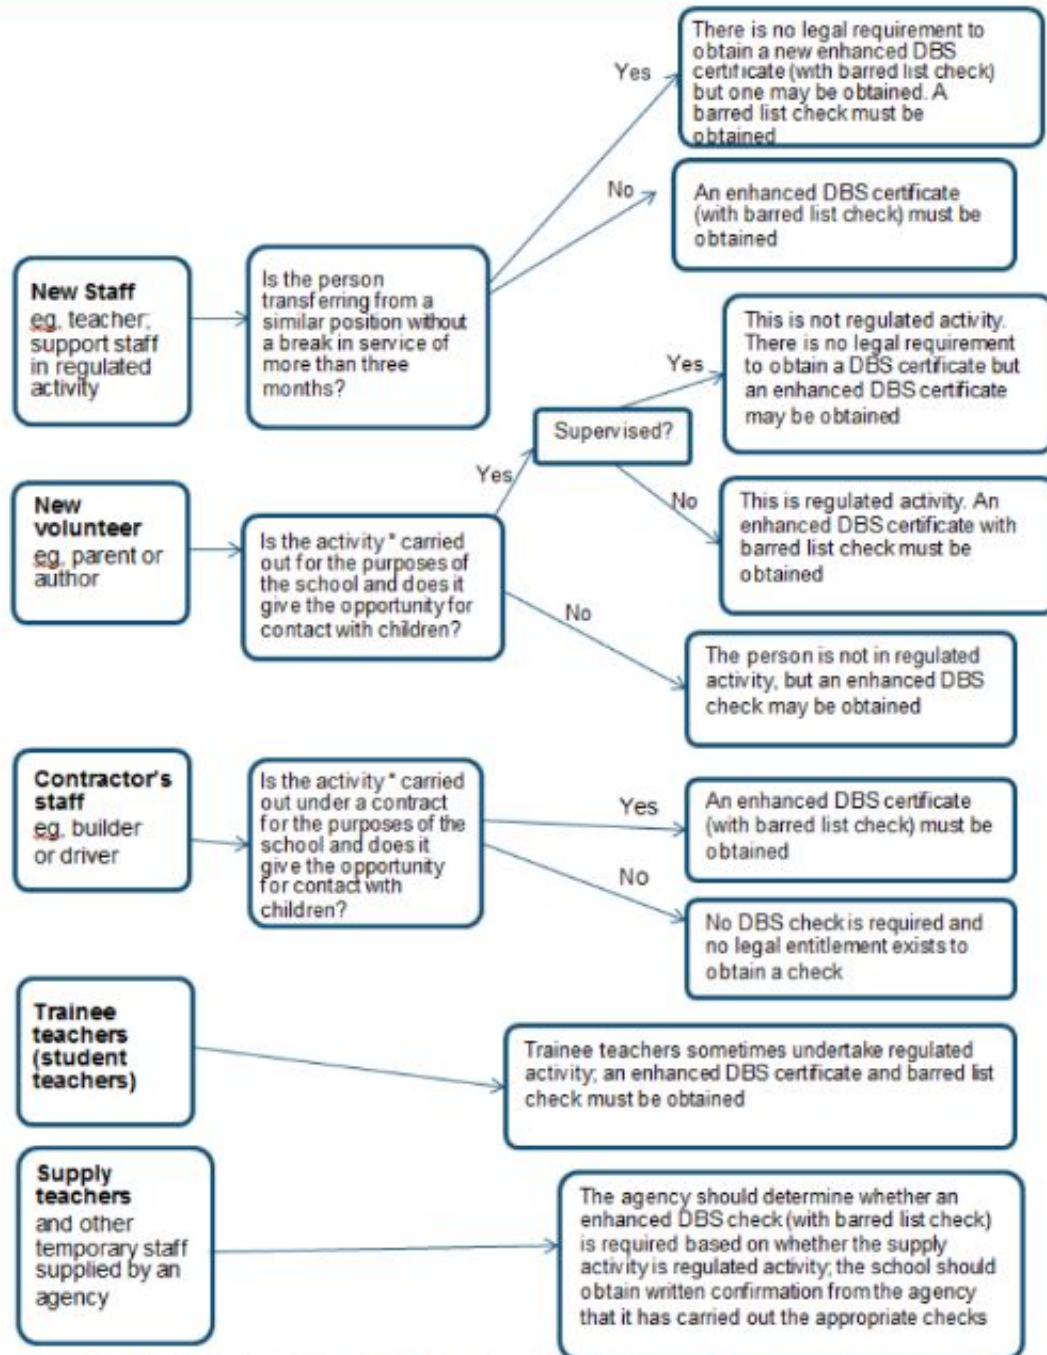 There is no legal requirement to
obtain a new enhanced DBS
certificate (with barred list check)
but one may be obtained. A
barred list check must be
obtained
Yes
No
An enhanced DBS certificate
(with barred list check) must be
obtained
New Staff
eg. teacher;
support staff
in regulated
activity
Is the person
transferring from a
similar position without
a break in service of
more than three
months?
This is not regulated activity.
There is no legal requirement
to obtain a DBS certificate but
an enhanced DBS certificate
may be obtained
Yes
Supervised?
Yes
No
This is regulated activity. An
enhanced DBS certificate with
barred list check must be
obtained
New
volunteer
eg. parent or
author
Is the activity * carried
out for the purposes of
the school and does it
give the opportunity for
contact with children?
No
The person is not in regulated
activity, but an enhanced DBS
check may be obtained
Contractor's
staff
eg. builder
or driver
Is the activity * carried
out under a contract
for the purposes of the
school and does it
give the opportunity
for contact with
children?
Yes
An enhanced DBS certificate
(with barred list check) must be
obtained
No
No DBS check is required and
no legal entitlement exists to
obtain a check
Trainee
teachers
(student
teachers)
Trainee teachers sometimes undertake regulated
activity; an enhanced DBS certificate and barred list
check must be obtained
Supply
teachers
and other
temporary staff
supplied by an
agency
The agency should determine whether an
enhanced DBS check (with barred list check)
is required based on whether the supply
activity is regulated activity; the school should
obtain written confirmation from the agency
that it has carried out the appropriate checks